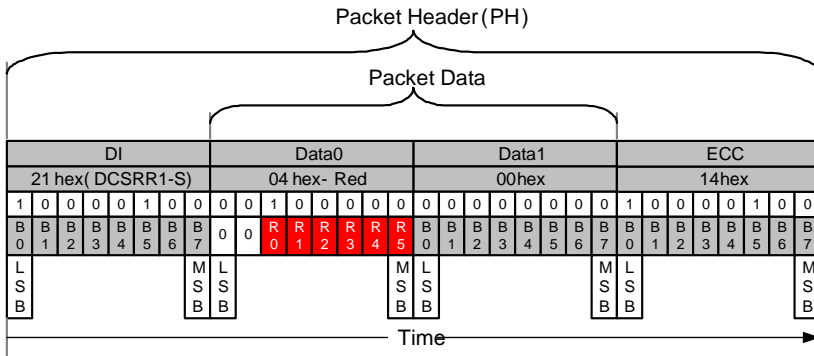 Packet Header (PH)
Packet Data
DI Data0 Data1 ECC
21 hex( DCSRR1-S) 04 hex- Red 00hex 14hex
1 0 0 0 0 1 0 0 0 0 1 0 0 0 0 0 0 0 0 0 0 0 0 0 1 0 0 0 0 1 0 0
B0 B1 B2 B3 B4 B5 B6 B7 0 0 R0 R1 R2 R3 R4 R5 B0 B1 B2 B3 B4 B5 B6 B7 B0 B1 B2 B3 B4 B5 B6 B7
LSB MSB LSB MSB LSB MSB LSB MSB
Time